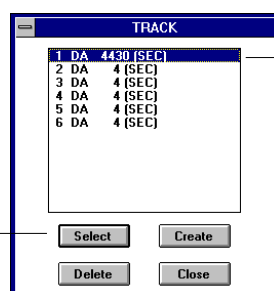 TRACK
1 DA 4430 (SEC)
2 DA 4 (SEC)
3 DA 4 (SEC)
4 DA 4 (SEC)
5 DA 4 (SEC)
6 DA 4 (SEC)
Select Create
Delete Close